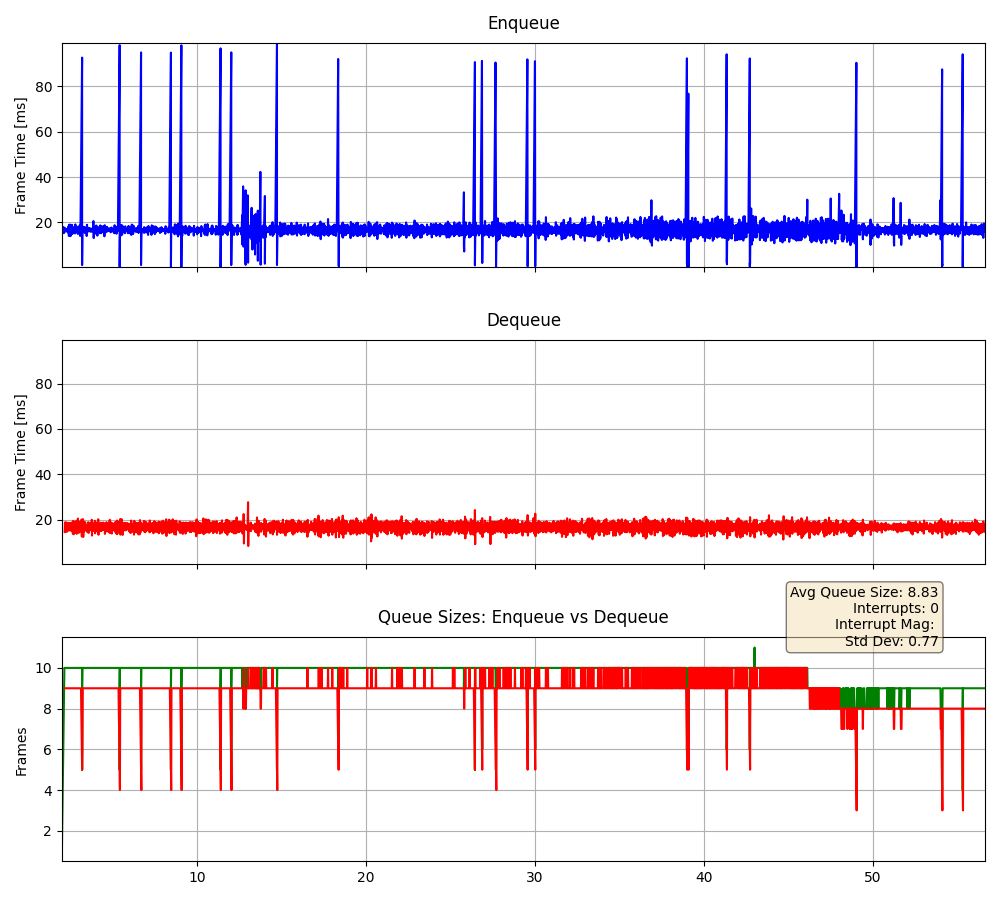 Enqueue
Frame Time [ms]
80
60
40
20
Dequeue
Frame Time [ms]
80
60
40
20
Avg Queue Size: 8.83
Interrupts: 0
Interrupt Mag:
Std Dev: 0.77
Queue Sizes: Enqueue vs Dequeue
Frames
10
8
6
4
2
10 20 30 40 50